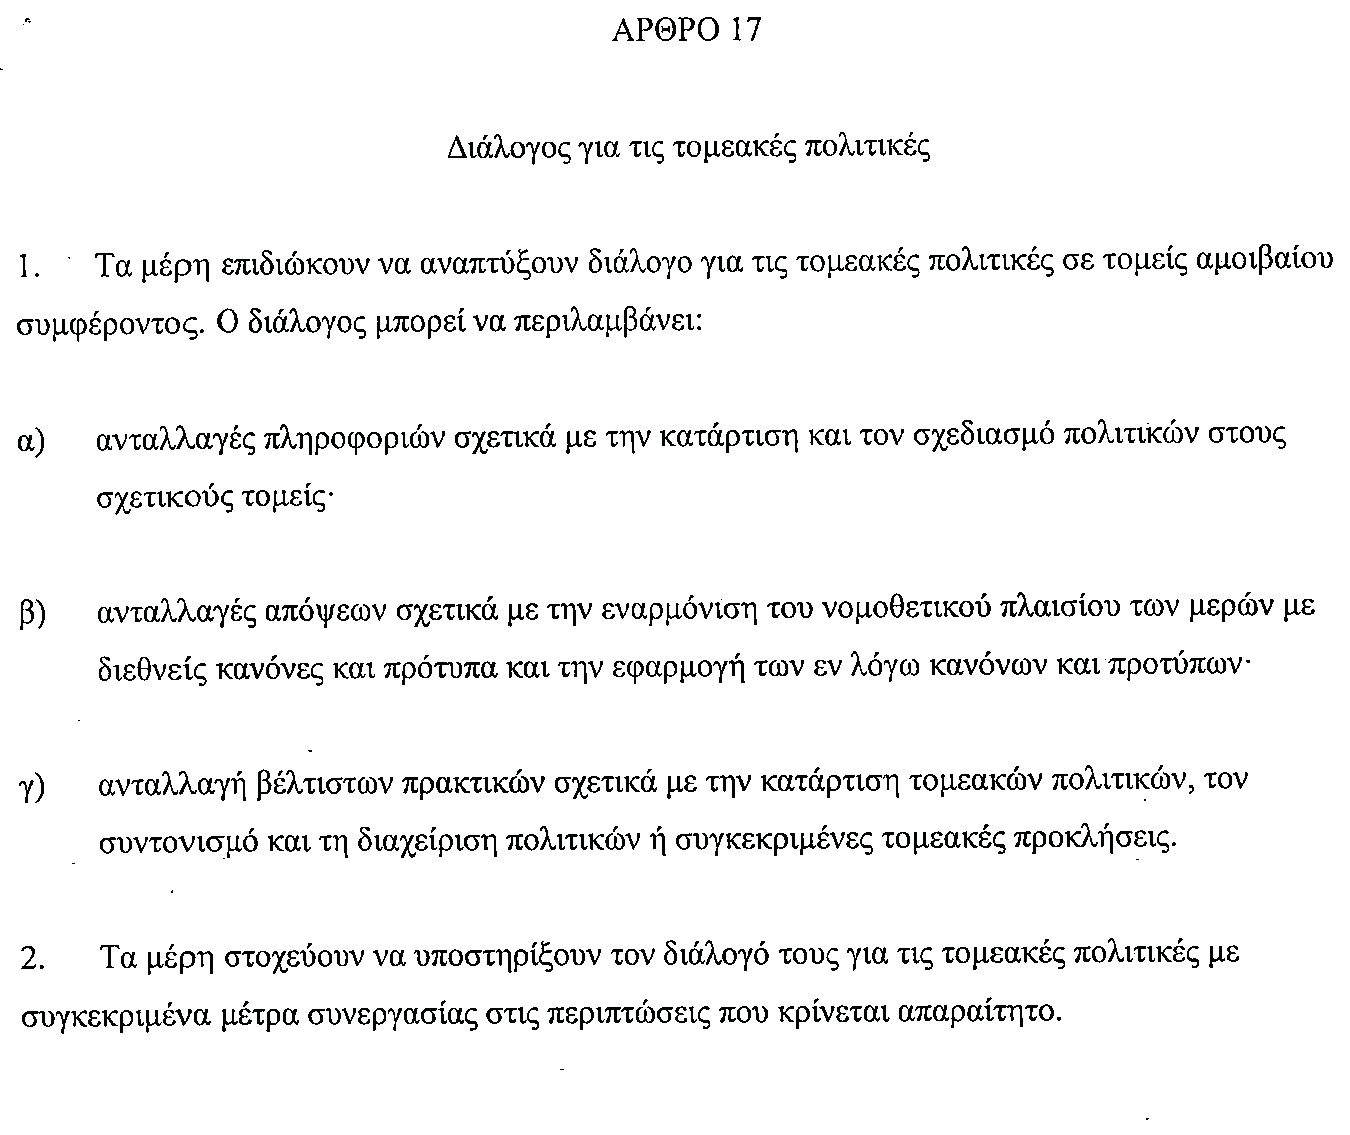 ΑΡΘΡΟ 17
Διάλογος για τις τομεακές πολιτικές
1. Τα μέρη επιδιώκουν να αναπτύξουν διάλογο για τις τομεακές πολιτικές σε τομείς αμοιβαίου
συμφέροντος. Ο διάλογος μπορεί να περιλαμβάνει:
α) ανταλλαγές πληροφοριών σχετικά με την κατάρτιση και τον σχεδιασμό πολιτικών στους
σχετικούς τομείς·
β) ανταλλαγές απόψεων σχετικά με την εναρμόνιση του νομοθετικού πλαισίου των μερών με
διεθνείς κανόνες και πρότυπα και την εφαρμογή των εν λόγω κανόνων και προτύπων·
γ) ανταλλαγή βέλτιστων πρακτικών σχετικά με την κατάρτιση τομεακών πολιτικών, τον
συντονισμό και τη διαχείριση πολιτικών ή συγκεκριμένες τομεακές προκλήσεις.
2. Τα μέρη στοχεύουν να υποστηρίξουν τον διάλογό τους για τις τομεακές πολιτικές με
συγκεκριμένα μέτρα συνεργασίας στις περιπτώσεις που κρίνεται απαραίτητο.